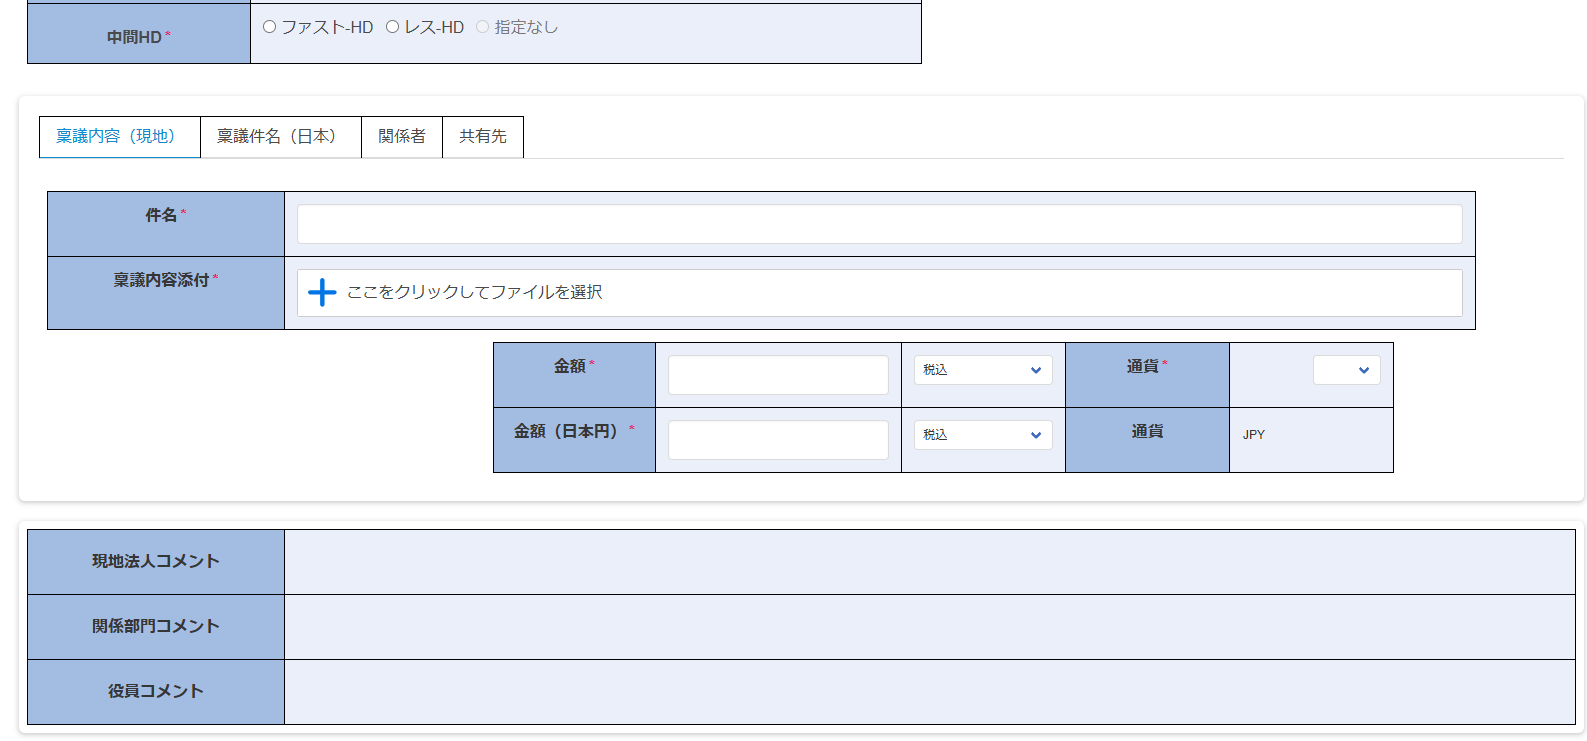 中間HD* ファスト-HD レス-HD 指定なし
稟議内容（現地） 稟議件名（日本） 関係者 共有先
件名*
稟議内容添付* ここをクリックしてファイルを選択
金額* 税込 通貨*
金額（日本円）* 税込 通貨 JPY
現地法人コメント
関係部門コメント
役員コメント